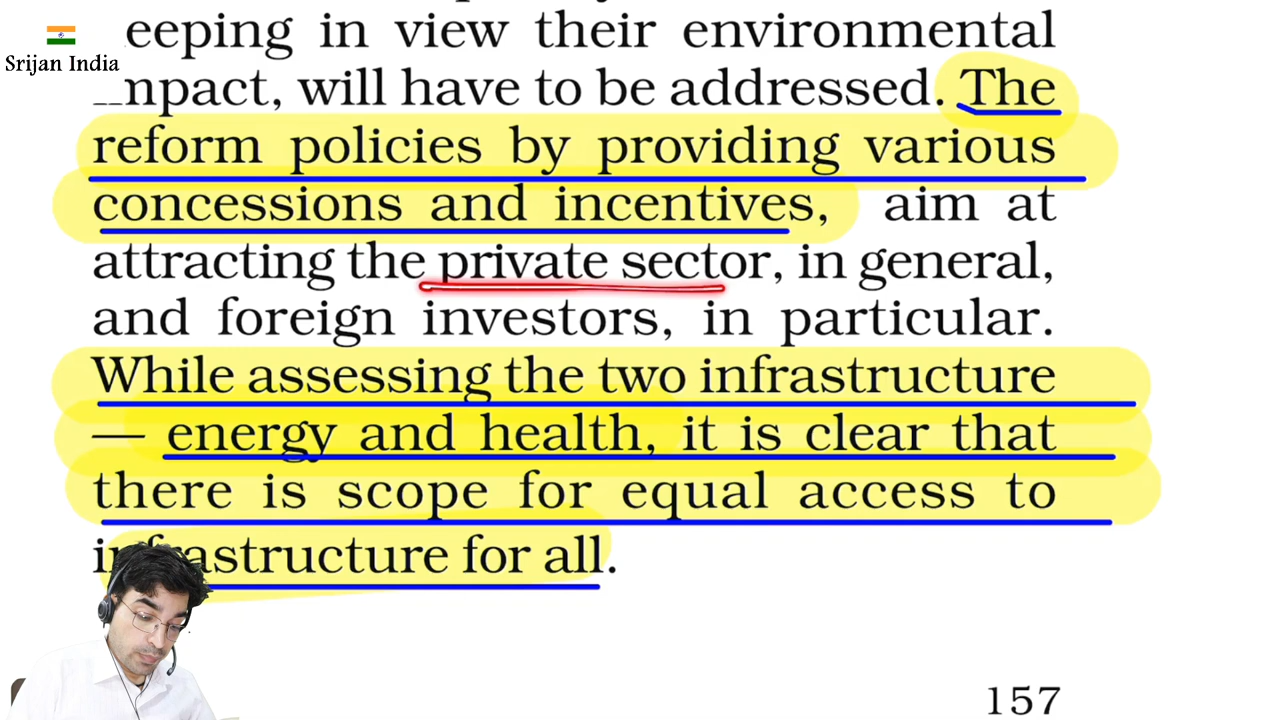 Srijan India
eeping in view their environmental
mpact, will have to be addressed. The
reform policies by providing various
concessions and incentives, aim at
attracting the private sector, in general,
and foreign investors, in particular.
While assessing the two infrastructure
— energy and health, it is clear that
there is scope for equal access to
infrastructure for all.
157